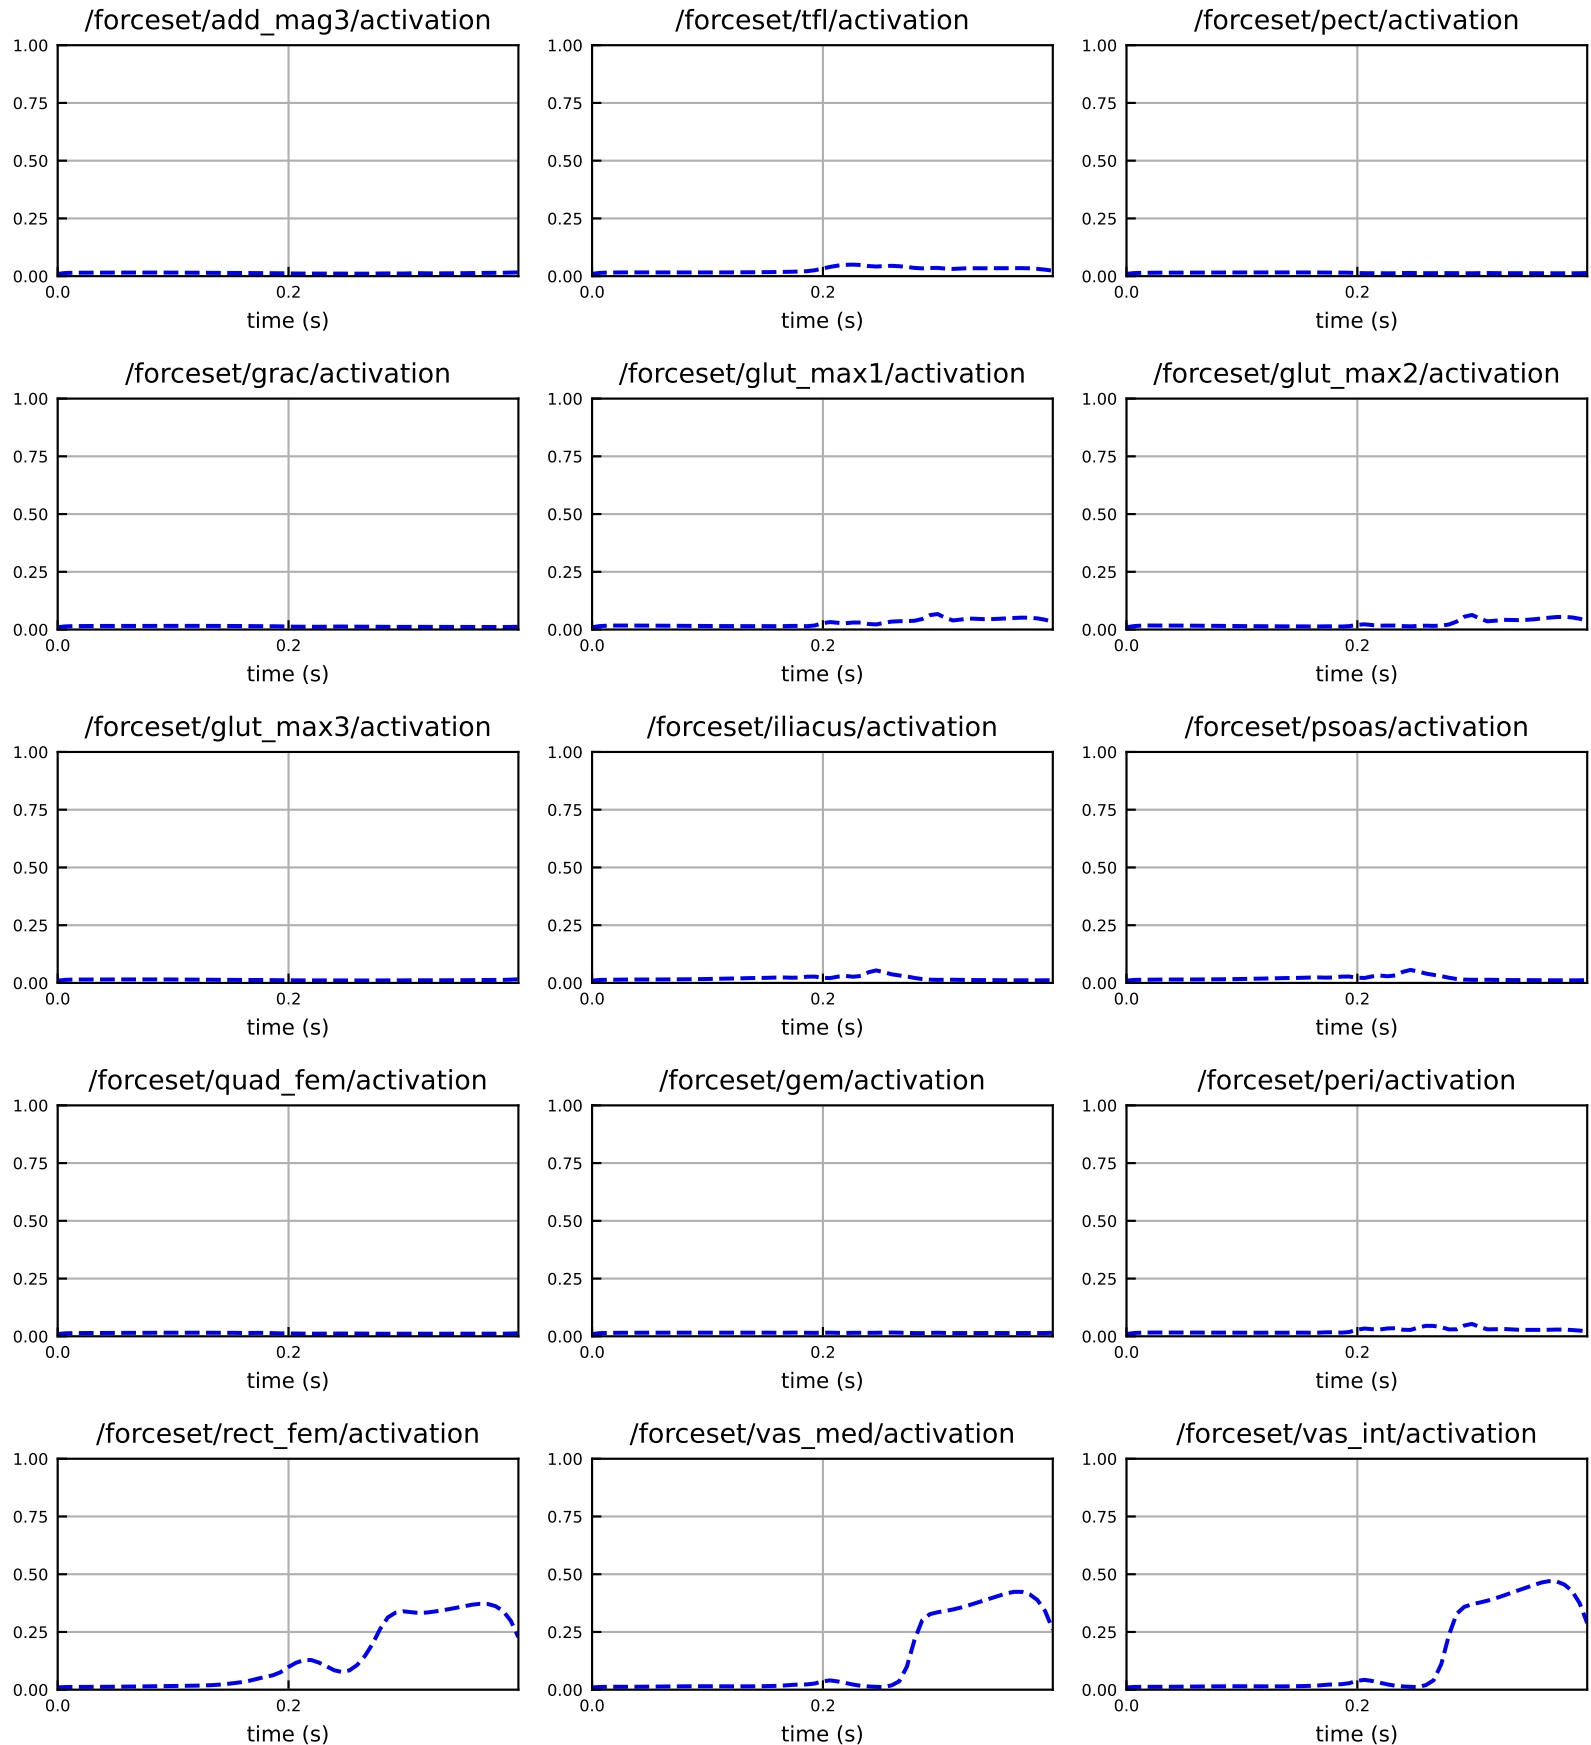 /forceset/add_mag3/activation /forceset/tfl/activation /forceset/pect/activation
1.00 1.00 1.00
0.75 0.75 0.75
0.50 0.50 0.50
0.25 0.25 0.25
0.00 0.00 0.00
0.0 0.2 0.0 0.2 0.0 0.2
time (s) time (s) time (s)
/forceset/grac/activation /forceset/glut_max1/activation /forceset/glut_max2/activation
1.00 1.00 1.00
0.75 0.75 0.75
0.50 0.50 0.50
0.25 0.25 0.25
0.00 0.00 0.00
0.0 0.2 0.0 0.2 0.0 0.2
time (s) time (s) time (s)
/forceset/glut_max3/activation /forceset/iliacus/activation /forceset/psoas/activation
1.00 1.00 1.00
0.75 0.75 0.75
0.50 0.50 0.50
0.25 0.25 0.25
0.00 0.00 0.00
0.0 0.2 0.0 0.2 0.0 0.2
time (s) time (s) time (s)
/forceset/quad_fem/activation /forceset/gem/activation /forceset/peri/activation
1.00 1.00 1.00
0.75 0.75 0.75
0.50 0.50 0.50
0.25 0.25 0.25
0.00 0.00 0.00
0.0 0.2 0.0 0.2 0.0 0.2
time (s) time (s) time (s)
/forceset/rect_fem/activation /forceset/vas_med/activation /forceset/vas_int/activation
1.00 1.00 1.00
0.75 0.75 0.75
0.50 0.50 0.50
0.25 0.25 0.25
0.00 0.00 0.00
0.0 0.2 0.0 0.2 0.0 0.2
time (s) time (s) time (s)